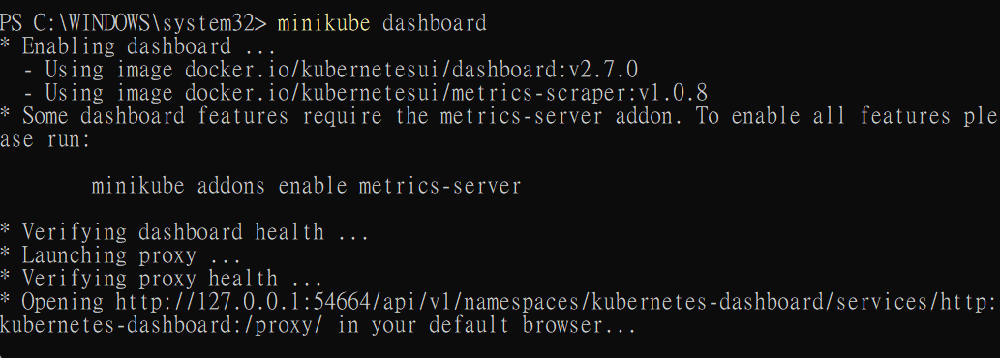 PS C:\WINDOWS\system32> minikube dashboard
* Enabling dashboard ...
  - Using image docker.io/kubernetesui/dashboard:v2.7.0
  - Using image docker.io/kubernetesui/metrics-scraper:v1.0.8
* Some dashboard features require the metrics-server addon. To enable all features ple
ase run:
        minikube addons enable metrics-server
* Verifying dashboard health ...
* Launching proxy ...
* Verifying proxy health ...
* Opening http://127.0.0.1:54664/api/v1/namespaces/kubernetes-dashboard/services/http:
kubernetes-dashboard:/proxy/ in your default browser...